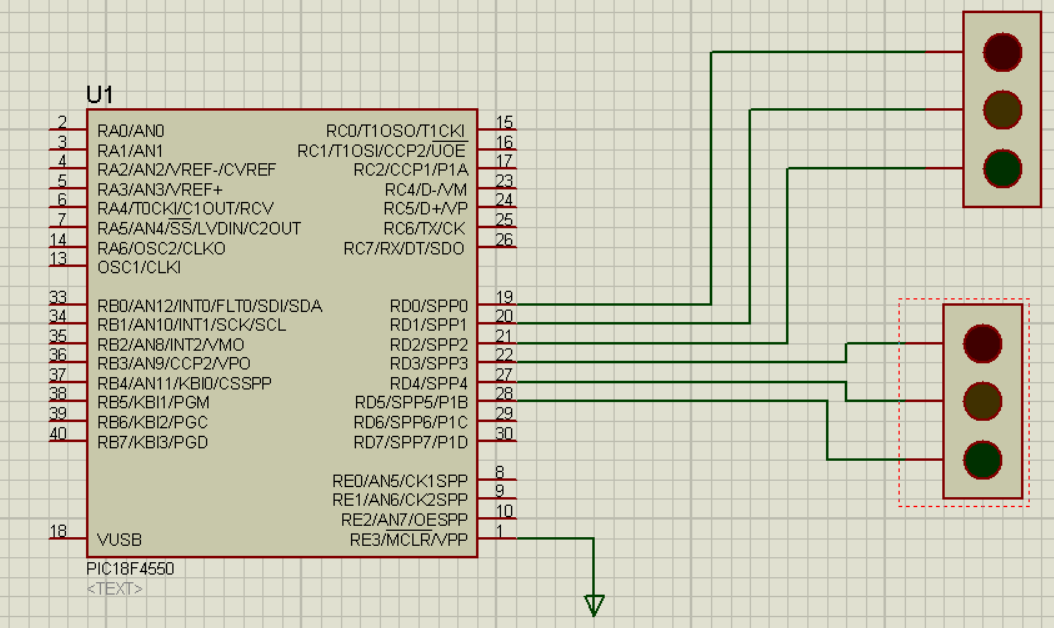 U1
2 RA0/AN0 RC0/T1OSO/T1CKI 15
3 RA1/AN1 RC1/T1OSI/CCP2/UOE 16
4 RA2/AN2/VREF-/CVREF RC2/CCP1/P1A 17
5 RA3/AN3/VREF+ RC4/D-/VM 23
6 RA4/T0CKI/C1OUT/RCV RC5/D+/VP 24
7 RA5/AN4/SS/LVDIN/C2OUT RC6/TX/CK 25
14 RA6/OSC2/CLKO RC7/RX/DT/SDO 26
13 OSC1/CLKI
33 RB0/AN12/INT0/FLT0/SDI/SDA RD0/SPP0 19
34 RB1/AN10/INT1/SCK/SCL RD1/SPP1 20
35 RB2/AN8/INT2/VMO RD2/SPP2 21
36 RB3/AN9/CCP2/VPO RD3/SPP3 22
37 RB4/AN11/KBI0/CSSPP RD4/SPP4 27
38 RB5/KBI1/PGM RD5/SPP5/P1B 28
39 RB6/KBI2/PGC RD6/SPP6/P1C 29
40 RB7/KBI3/PGD RD7/SPP7/P1D 30
RE0/AN5/CK1SPP 8
RE1/AN6/CK2SPP 9
RE2/AN7/OESPP 10
18 VUSB RE3/MCLR/VPP 1
PIC18F4550
<TEXT>